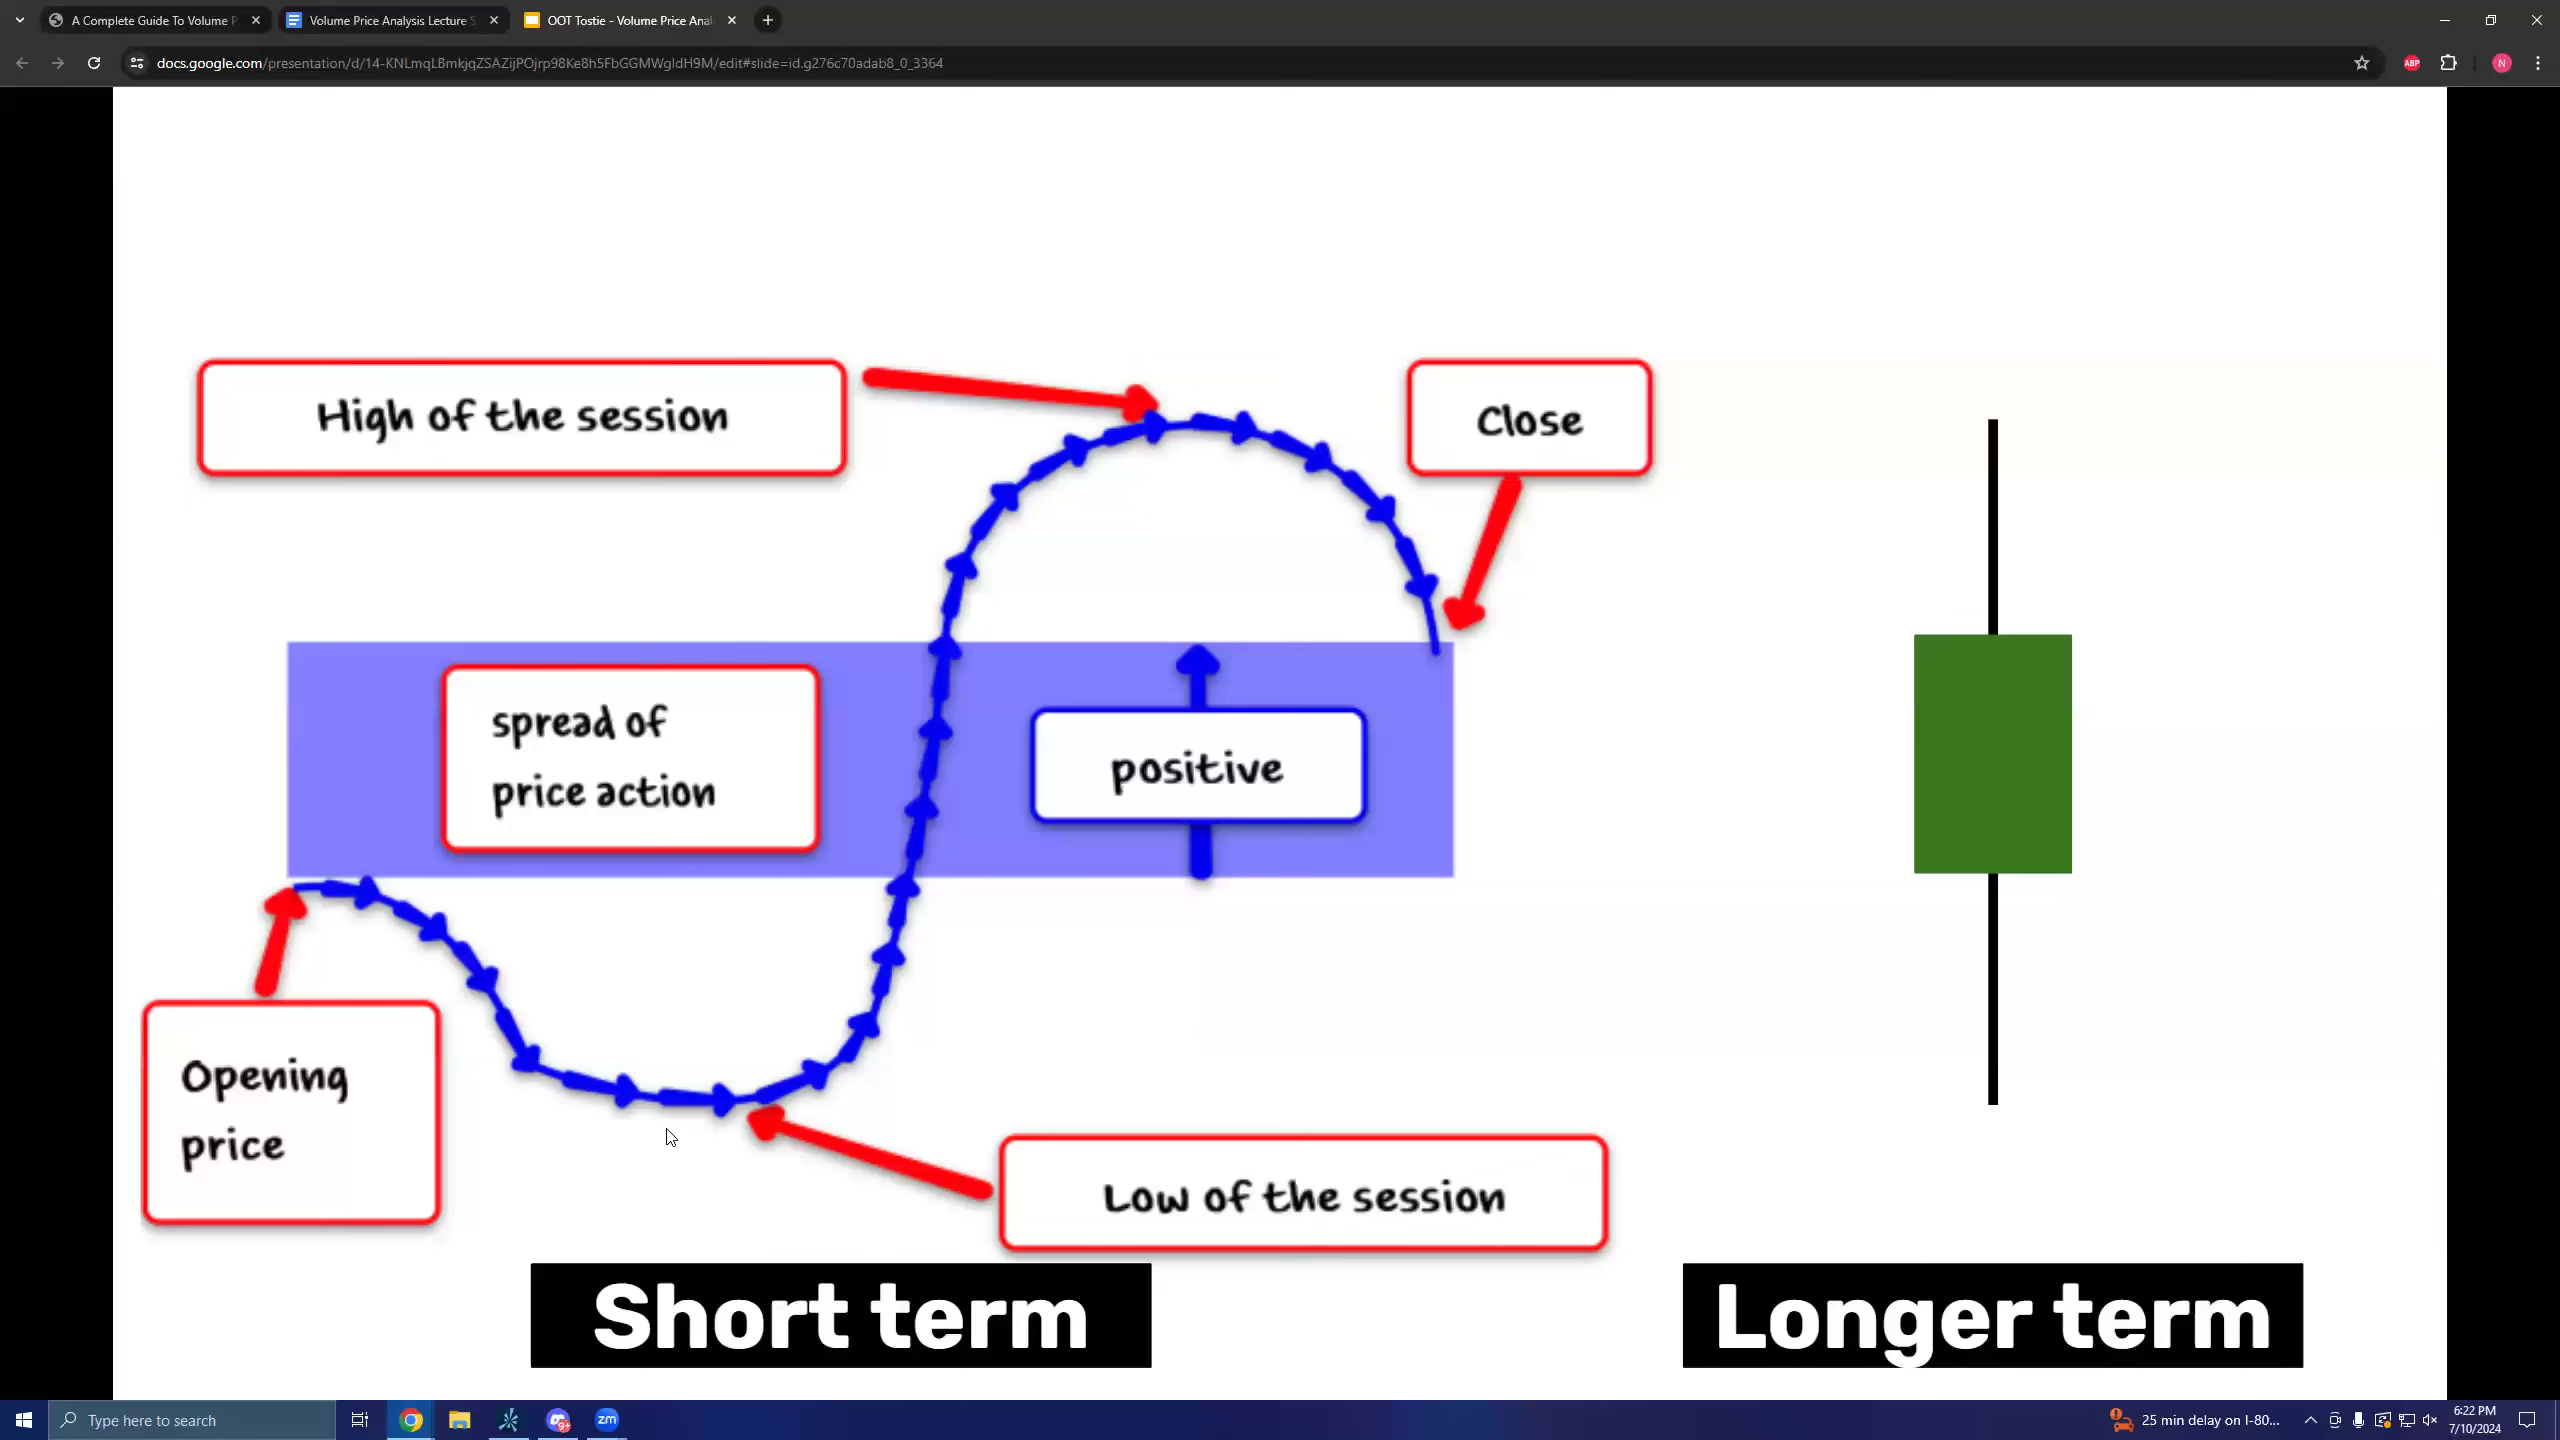 A Complete Guide To Volume P
Volume Price Analysis Lecture S
OOT Tostie - Volume Price Anal
docs.google.com/presentation/d/14-KNLmqLBmkjqZSAZijPOjrp98Ke8h5FbGGMWgldH9M/edit#slide=id.g276c70adab8_0_3364
ABP
N
High of the session
Close
spread of
price action
positive
Opening
price
Low of the session
Short term
Longer term
Type here to search
9+
zm
25 min delay on I-80...
6:22 PM
7/10/2024